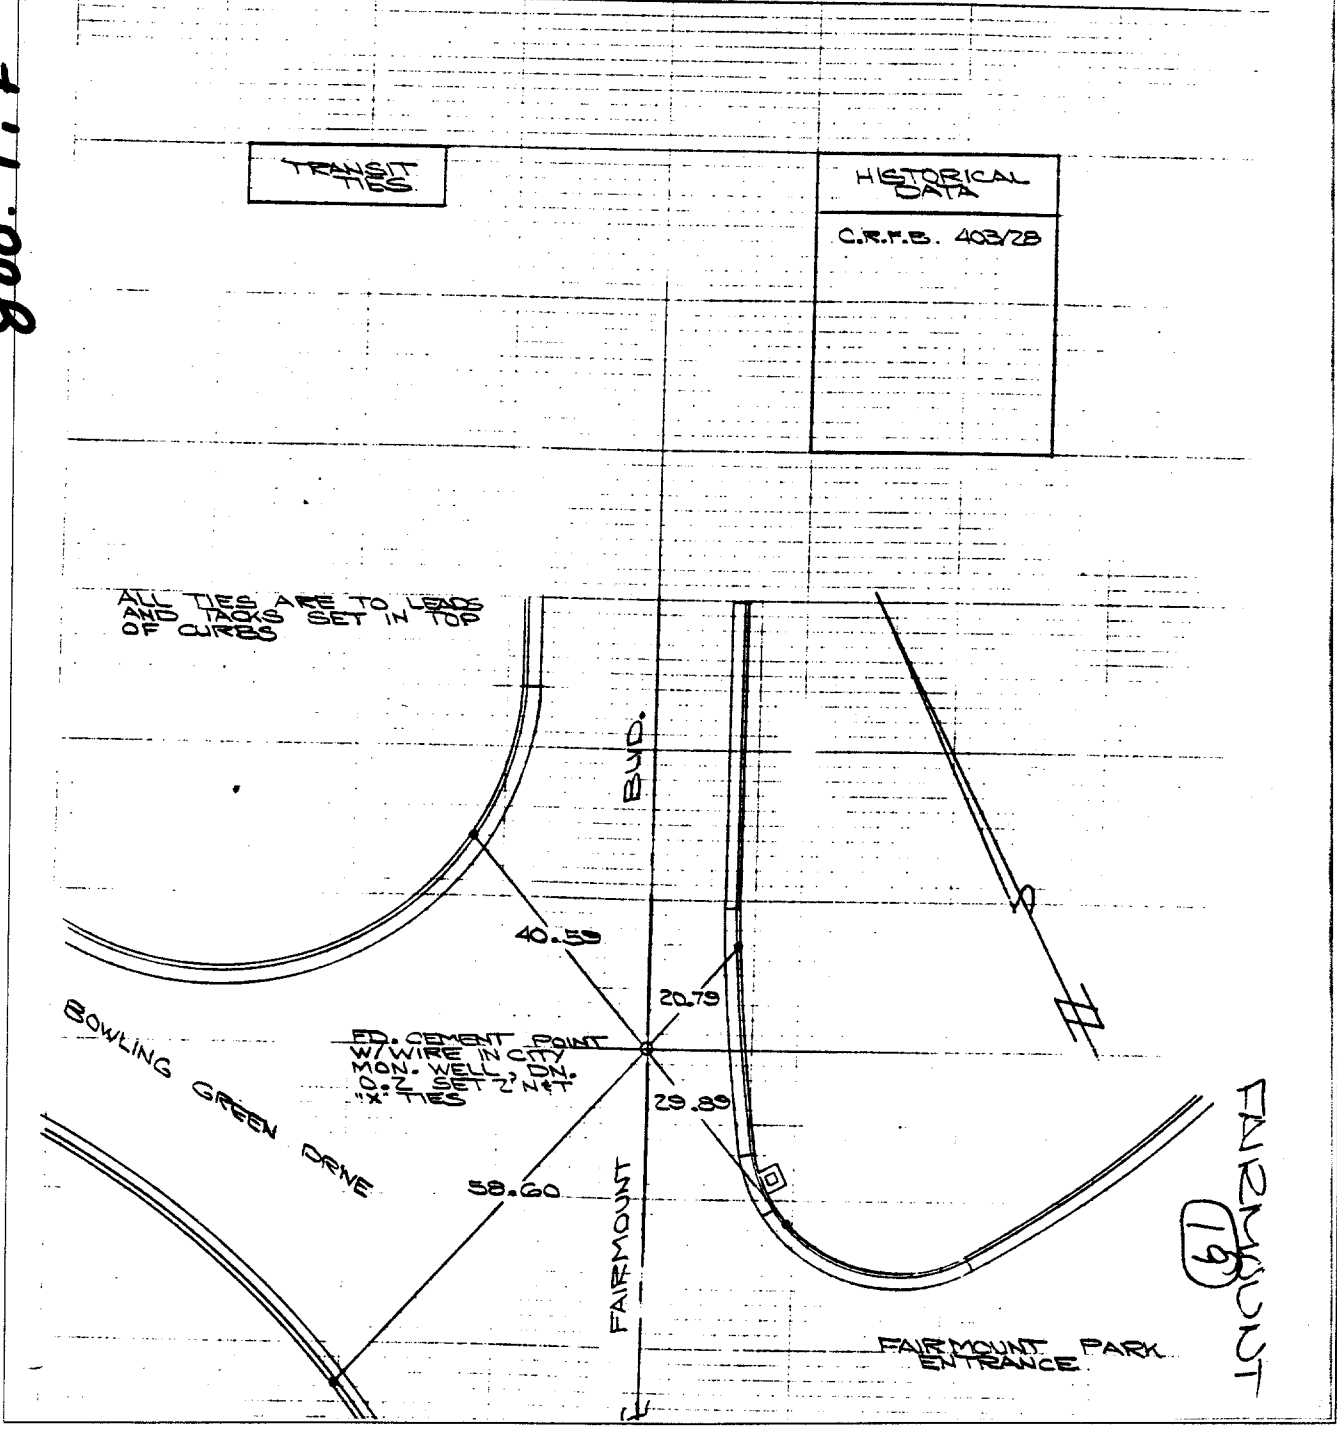 TRANSIT
TIES
HISTORICAL
DATA
C.R.F.B. 403/28
ALL TIES ARE TO LEADS
AND TACKS SET IN TOP
OF CURBS
BLVD.
40.59
20.79
BOWLING GREEN DRIVE
FD. CEMENT POINT
W/ WIRE IN CITY
MON. WELL, DN.
0.2 SET 2' N&T
"X" TIES
29.89
58.60
FAIRMOUNT
FAIRMOUNT
19
FAIRMOUNT PARK
ENTRANCE